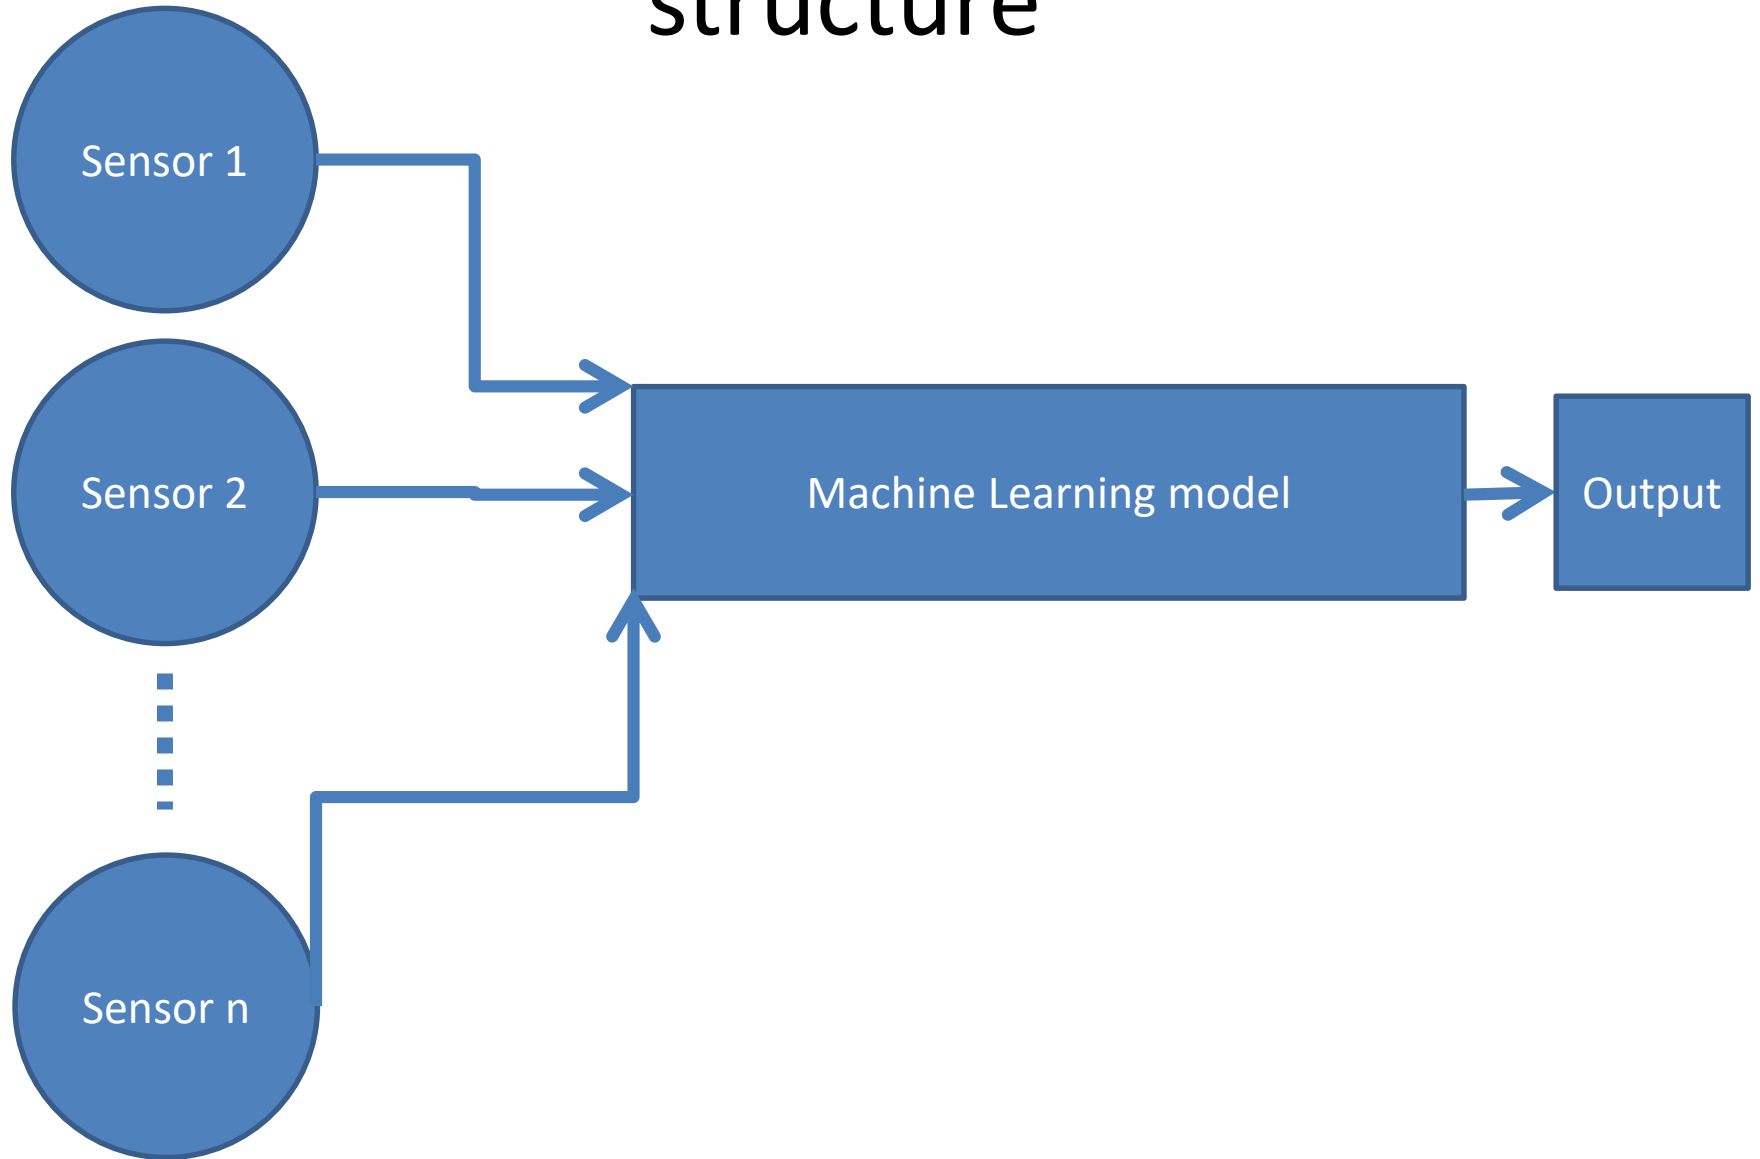 structure
Sensor 1
Sensor 2
Machine Learning model
Output
Sensor n